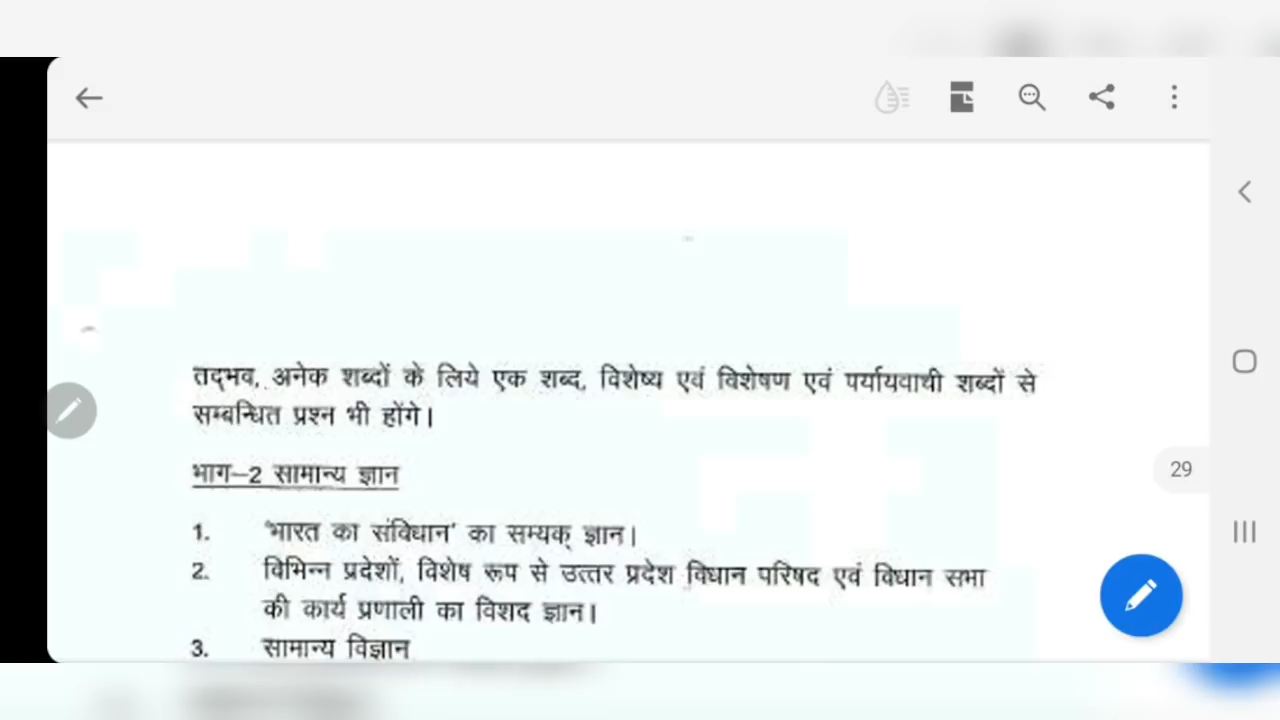 तद्भव, अनेक शब्दों के लिये एक शब्द, विशेष्य एवं विशेषण एवं पर्यायवाची शब्दों से
सम्बन्धित प्रश्न भी होंगे।
29
भाग–2 सामान्य ज्ञान
1. 'भारत का संविधान' का सम्यक् ज्ञान।
2. विभिन्न प्रदेशों, विशेष रूप से उत्तर प्रदेश विधान परिषद एवं विधान सभा
की कार्य प्रणाली का विशद ज्ञान।
3. सामान्य विज्ञान